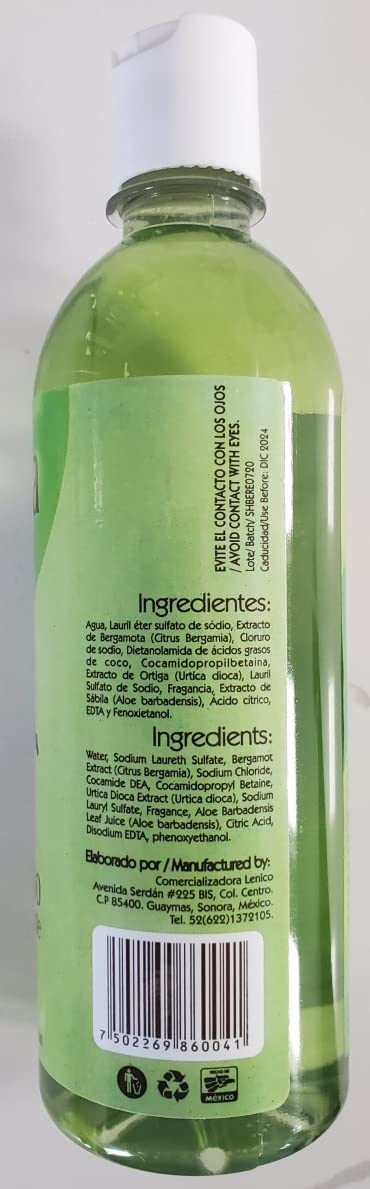 EVITE EL CONTACTO CON LOS OJOS
/ AVOID CONTACT WITH EYES.
Lote/ Batch/ SHBERE0720
Caducidad/Use Before: DIC 2024
Ingredientes:
Agua, Lauril éter sulfato de sódio, Extracto
de Bergamota (Citrus Bergamia), Cloruro
de sodio, Dietanolamida de ácidos grasos
de coco, Cocamidopropilbetaina,
Extracto de Ortiga (Urtica dioca), Lauril
Sulfato de Sodio, Fragancia, Extracto de
Sábila (Aloe barbadensis), Acido cítrico,
EDTA y Fenoxietanol.
Ingredients:
Water, Sodium Laureth Sulfate, Bergamot
Extract (Citrus Bergamia), Sodium Chloride,
Cocamide DEA, Cocamidopropyl Betaine,
Urtica Dioca Extract (Urtica dioca), Sodium
Lauryl Sulfate, Fragance, Aloe Barbadensis
Leaf Juice (Aloe barbadensis), Citric Acid,
Disodium EDTA, phenoxyethanol.
Elaborado por / Manufactured by:
Comercializadora Lenico
Avenida Serdán #225 BIS, Col. Centro.
C.P 85400. Guaymas, Sonora, México.
Tel. 52(622)1372105.
7 502269 860041
HECHO EN
MÉXICO